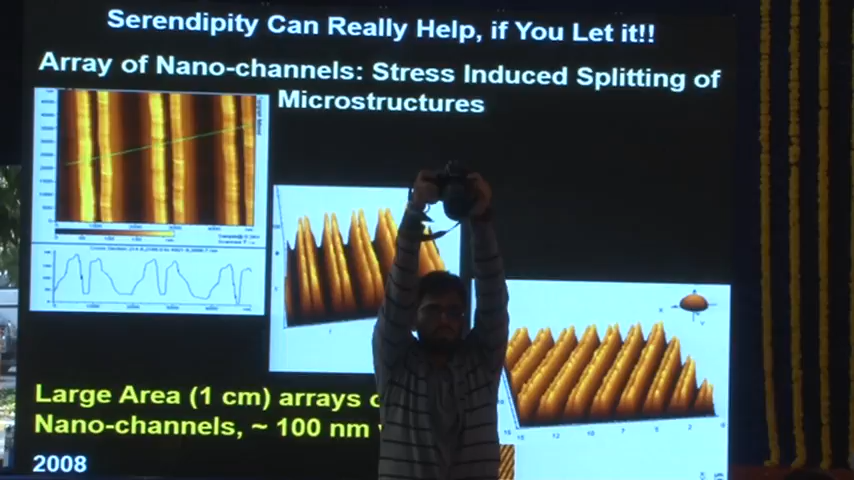 Serendipity Can Really Help, if You Let it!!
Array of Nano-channels: Stress Induced Splitting of
Microstructures
Large Area (1 cm) arrays
Nano-channels, ~ 100 nm
2008